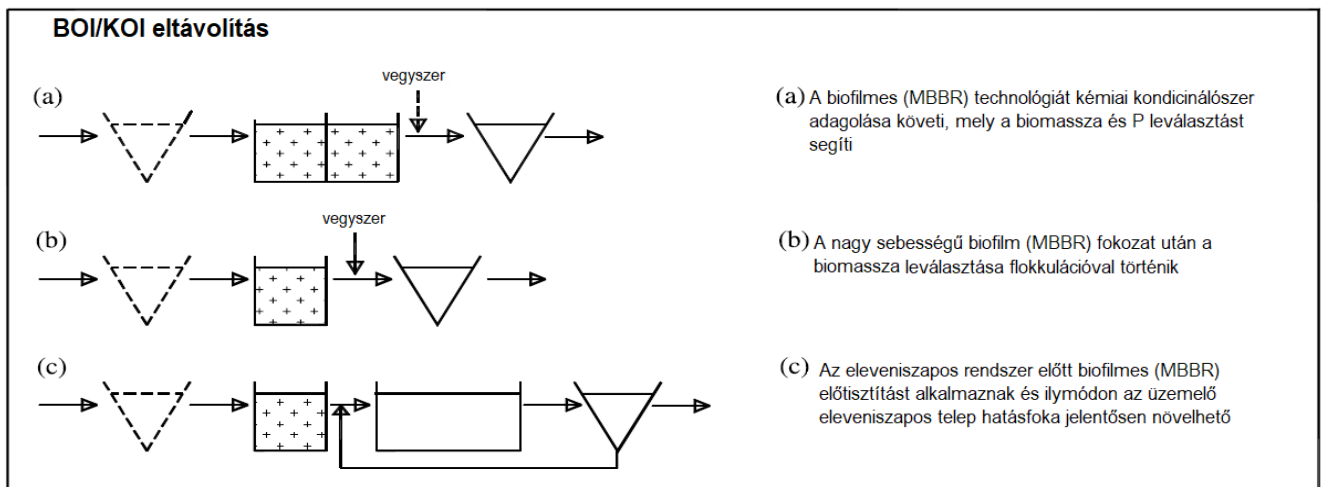 BOI/KOI eltávolítás
vegyszer
(a)
(a) A biofilmes (MBBR) technológiát kémiai kondicinálószer
adagolása követi, mely a biomassza és P leválasztást
segíti
vegyszer
(b)
(b) A nagy sebességű biofilm (MBBR) fokozat után a
biomassza leválasztása flokkulációval történik
(c)
(c) Az eleveniszapos rendszer előtt biofilmes (MBBR)
előtisztítást alkalmaznak és ilymódon az üzemelő
eleveniszapos telep hatásfoka jelentősen növelhető